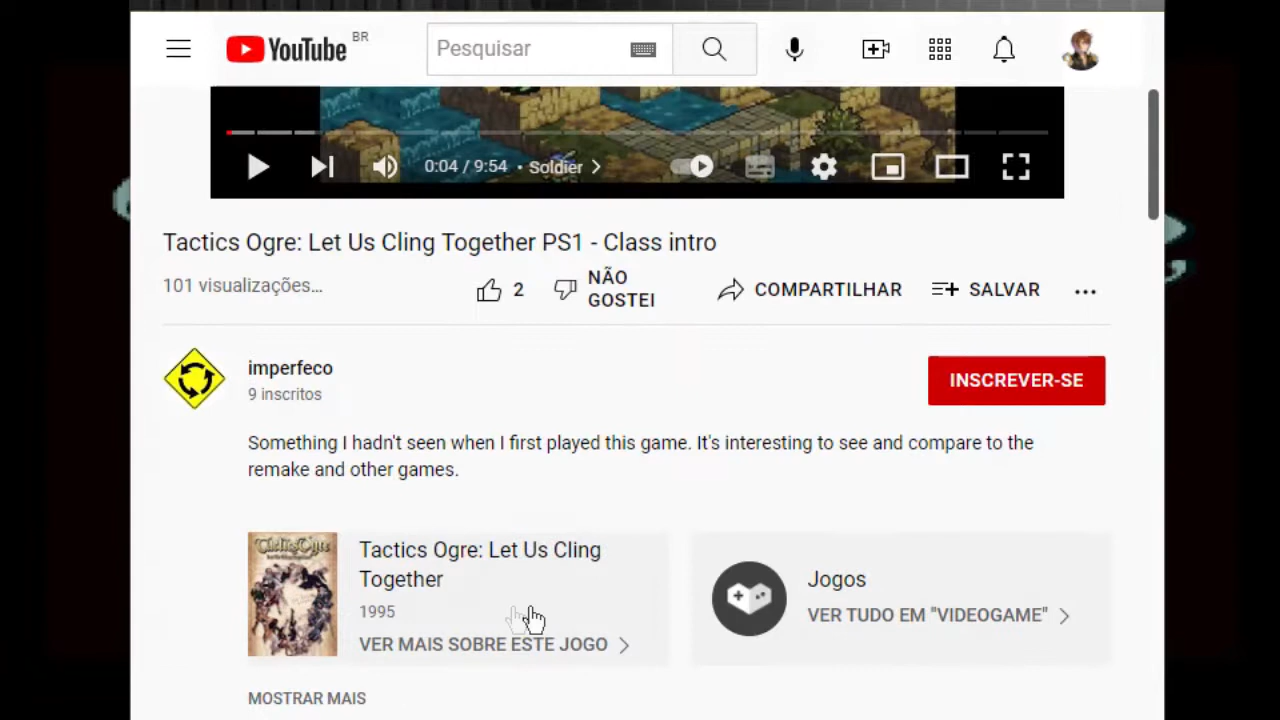 YouTube BR
Pesquisar
0:04 / 9:54 • Soldier
Tactics Ogre: Let Us Cling Together PS1 - Class intro
101 visualizações...
2
NÃO
GOSTEI
COMPARTILHAR
SALVAR
imperfeco
9 inscritos
INSCREVER-SE
Something I hadn't seen when I first played this game. It's interesting to see and compare to the
remake and other games.
Tactics Ogre
Tactics Ogre: Let Us Cling
Together
1995
VER MAIS SOBRE ESTE JOGO
Jogos
VER TUDO EM "VIDEOGAME"
MOSTRAR MAIS